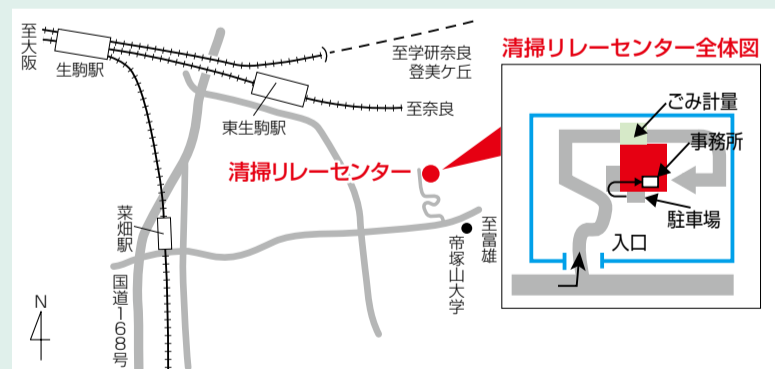 至大阪
生駒駅
至学研奈良
登美ケ丘
東生駒駅
至奈良
清掃リレーセンター
菜畑駅
至富雄
帝塚山大学
国道168号
N
清掃リレーセンター全体図
ごみ計量
事務所
駐車場
入口